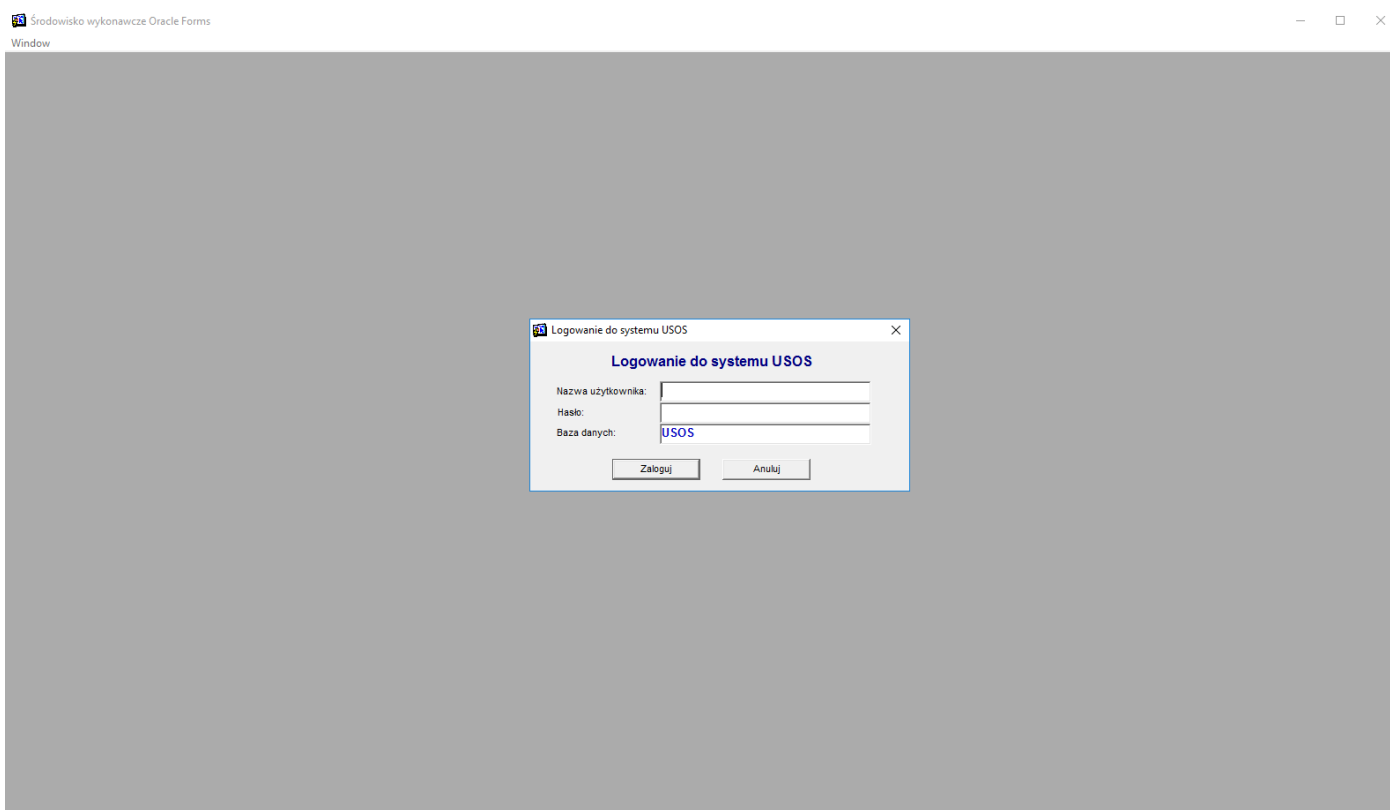 Środowisko wykonawcze Oracle Forms
Window
Logowanie do systemu USOS
Logowanie do systemu USOS
Nazwa użytkownika:
Hasło:
Baza danych: USOS
Zaloguj Anuluj